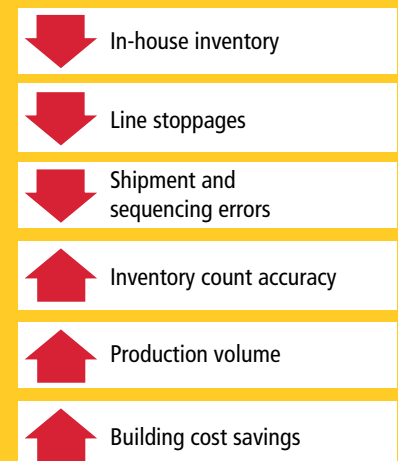 In-house inventory
Line stoppages
Shipment and
sequencing errors
Inventory count accuracy
Production volume
Building cost savings